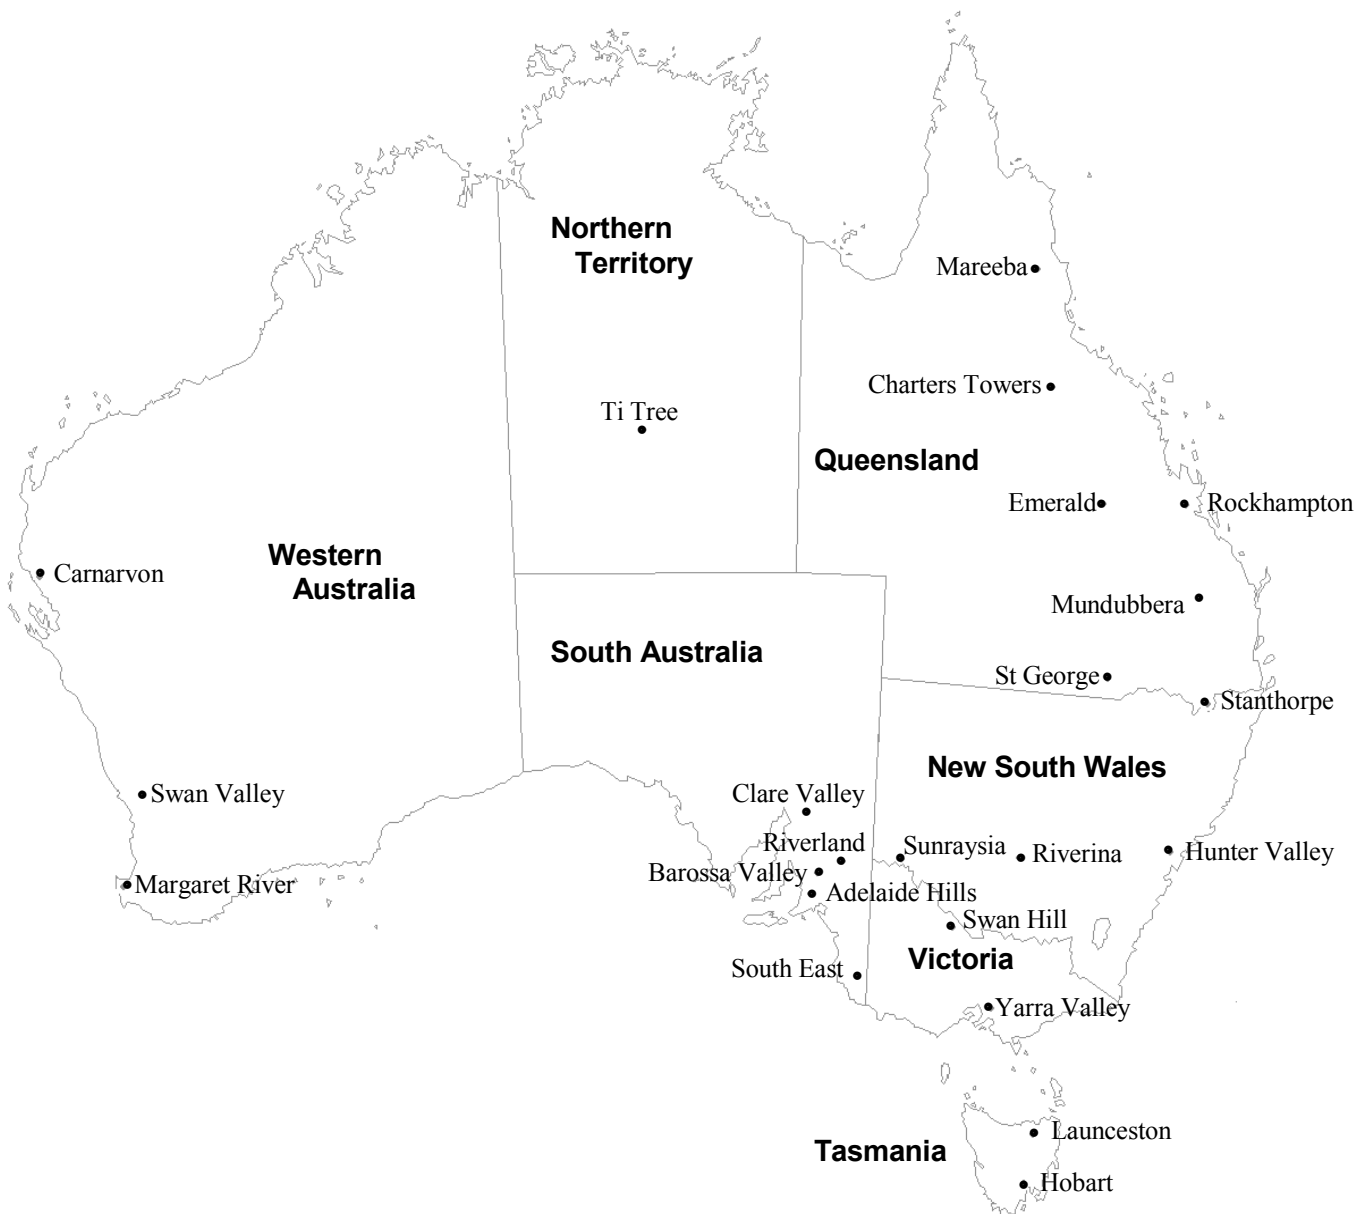 Northern
Territory
Mareeba
Charters Towers
Ti Tree
Queensland
Emerald
Rockhampton
Western
Australia
Carnarvon
Mundubbera
South Australia
St George
Stanthorpe
New South Wales
Swan Valley
Clare Valley
Riverland
Sunraysia
Riverina
Hunter Valley
Barossa Valley
Margaret River
Adelaide Hills
Swan Hill
Victoria
South East
Yarra Valley
Launceston
Tasmania
Hobart